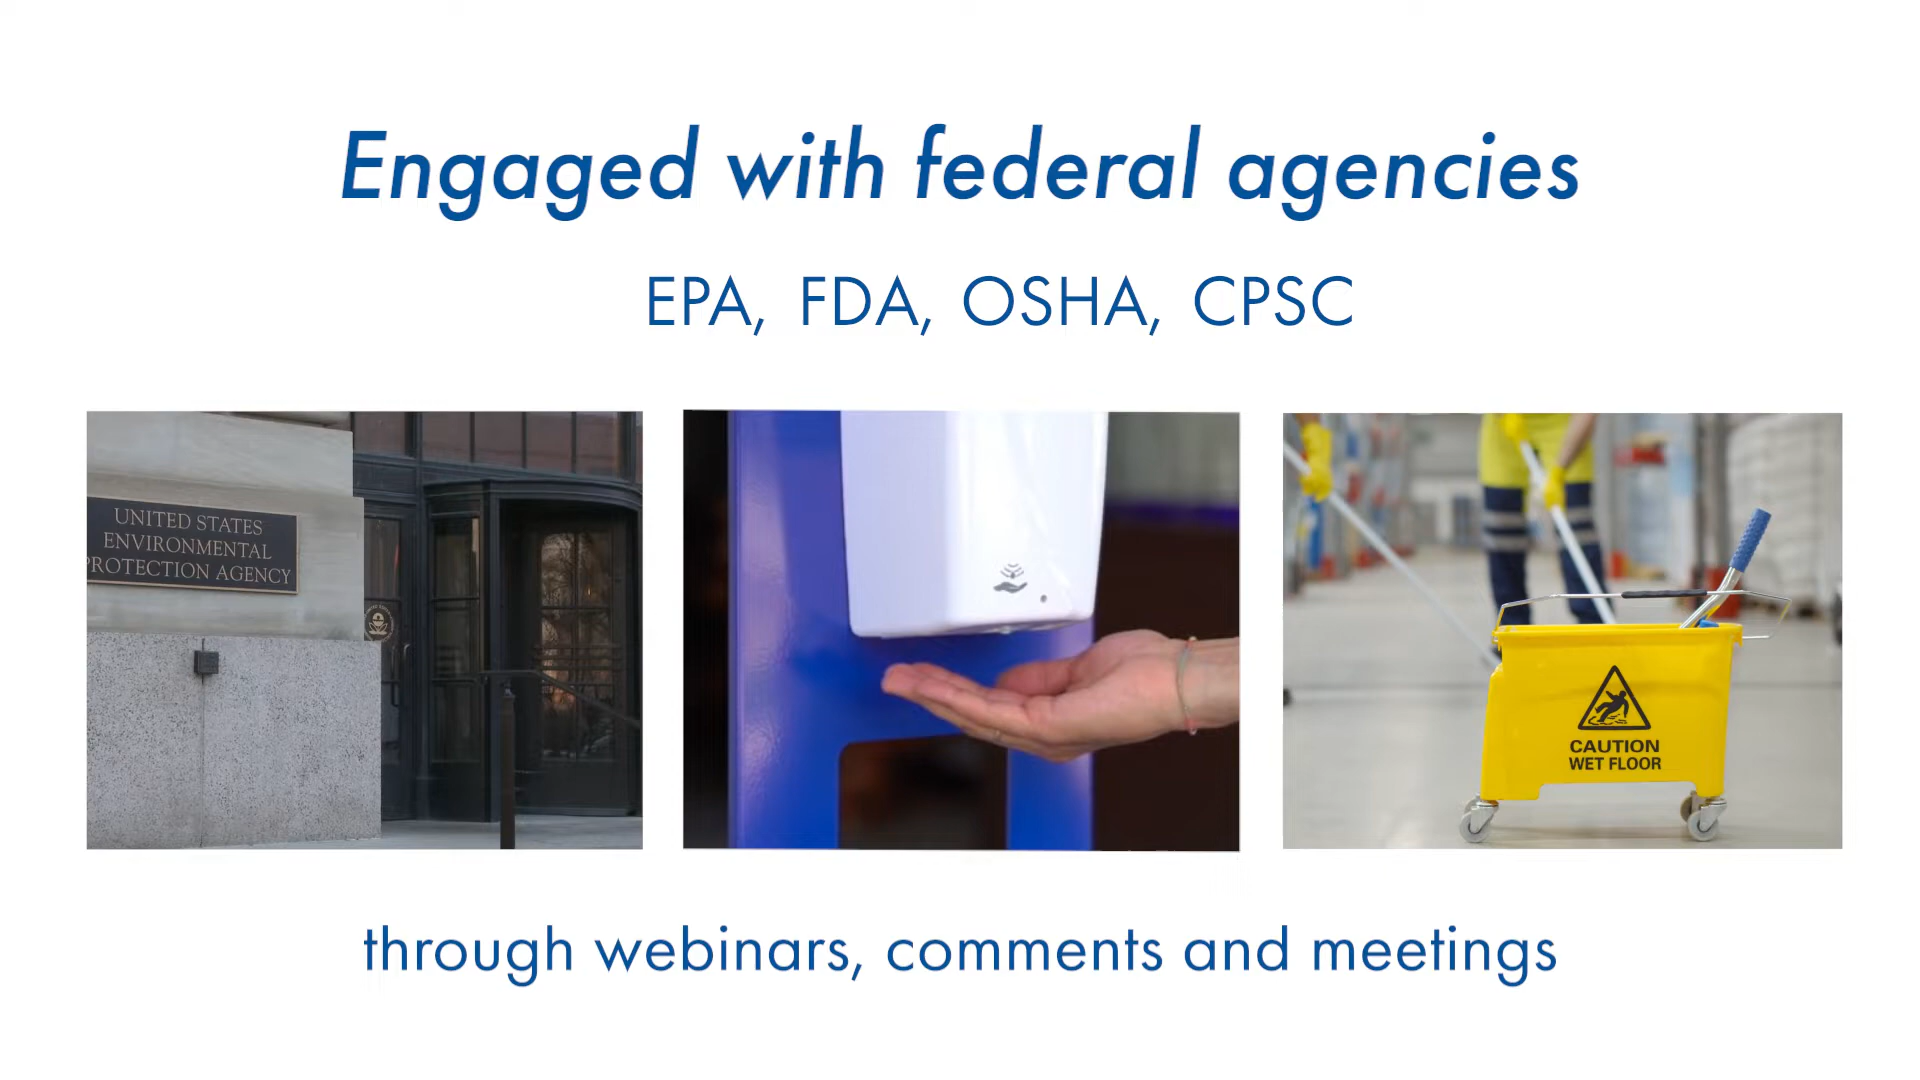 Engaged with federal agencies
EPA, FDA, OSHA, CPSC
UNITED STATES
ENVIRONMENTAL
PROTECTION AGENCY
CAUTION
WET FLOOR
through webinars, comments and meetings